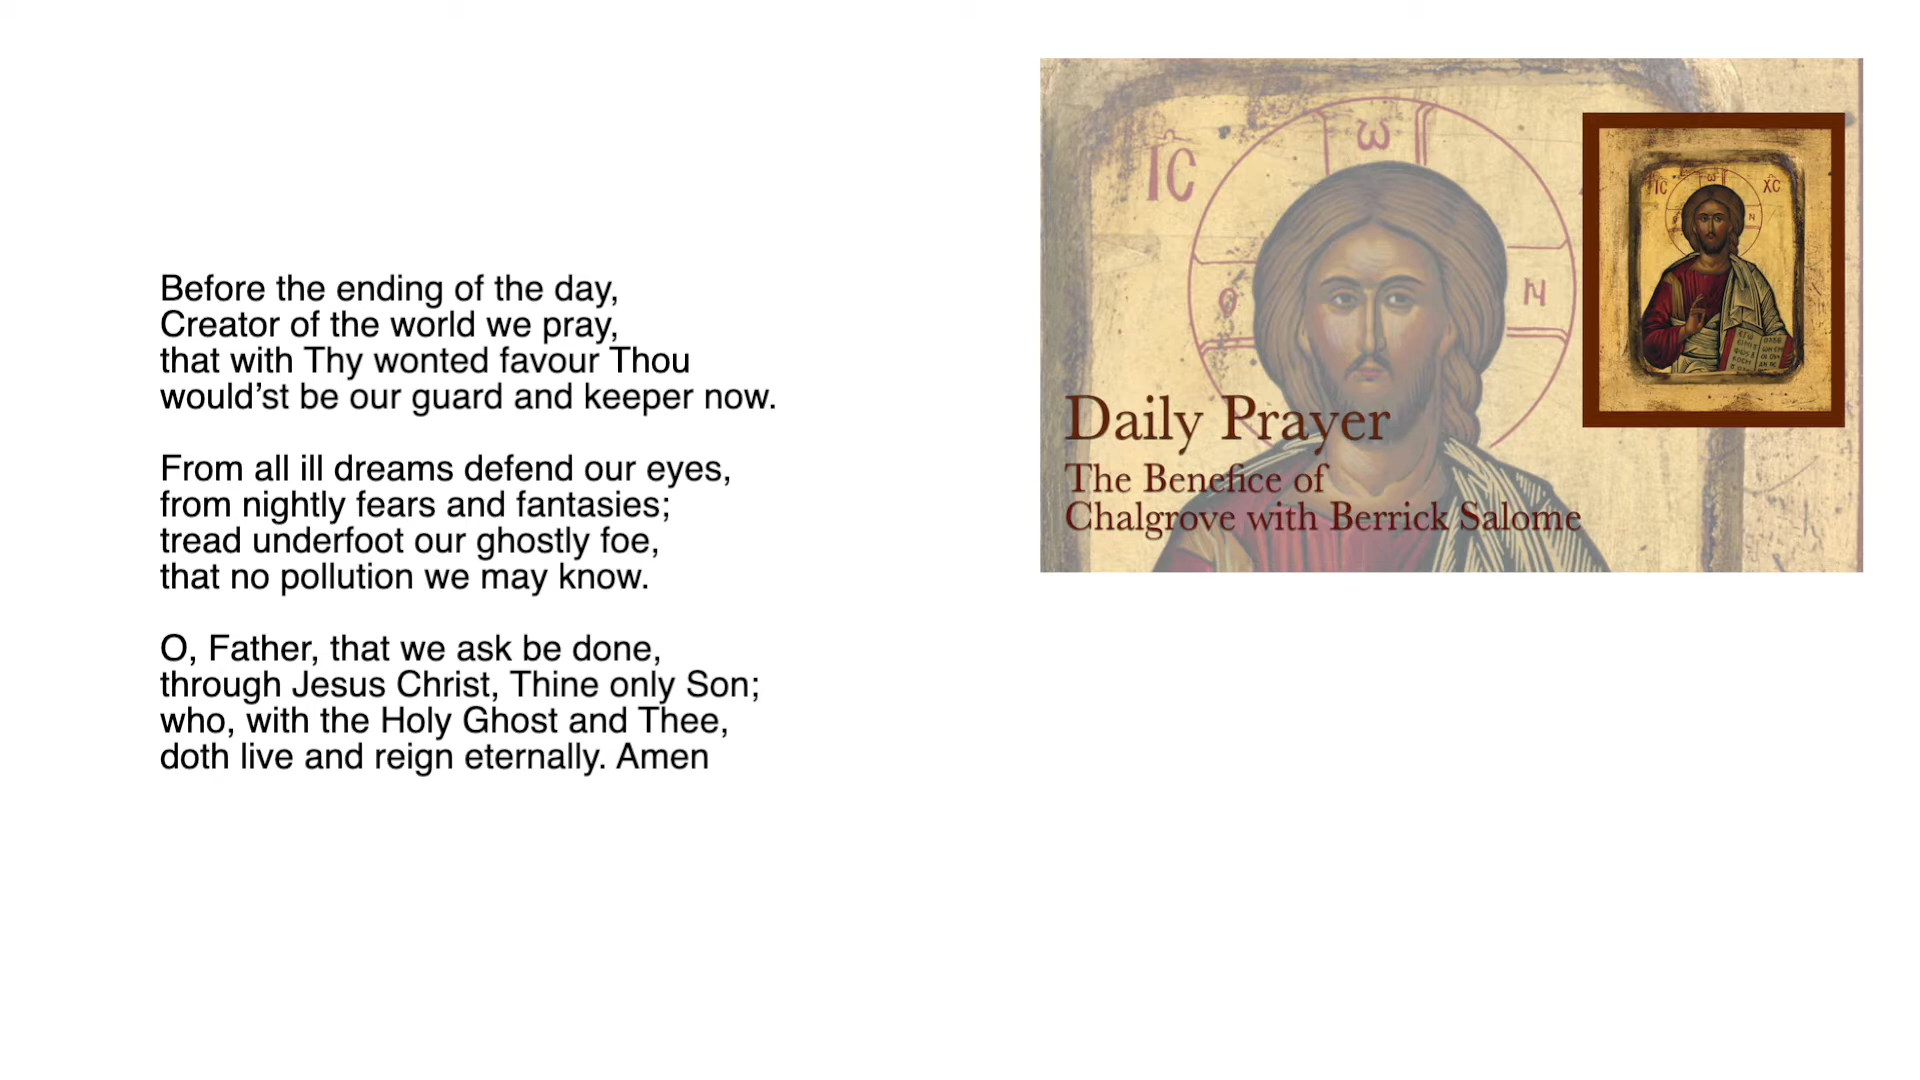 Before the ending of the day,
Creator of the world we pray,
that with Thy wonted favour Thou
would’st be our guard and keeper now.
From all ill dreams defend our eyes,
from nightly fears and fantasies;
tread underfoot our ghostly foe,
that no pollution we may know.
O, Father, that we ask be done,
through Jesus Christ, Thine only Son;
who, with the Holy Ghost and Thee,
doth live and reign eternally. Amen
ω
IC
N
Daily Prayer
The Benefice of
Chalgrove with Berrick Salome
ω
IC
XC
N